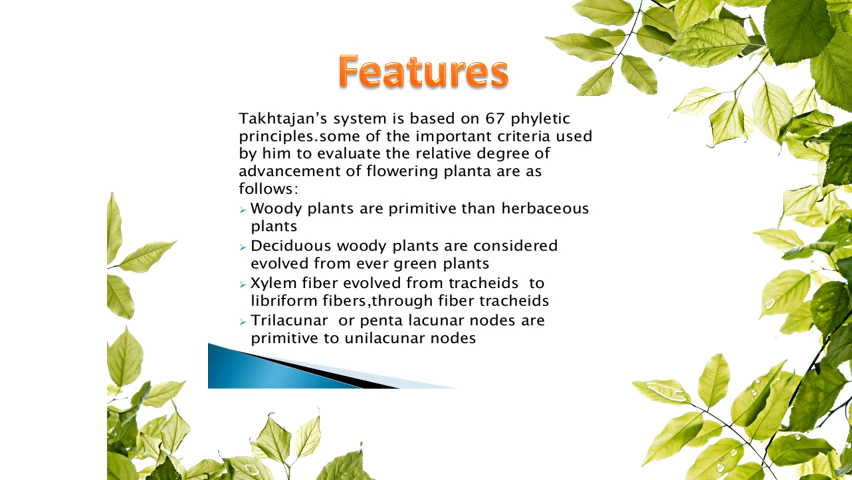 Features
Takhtajan's system is based on 67 phyletic
principles.some of the important criteria used
by him to evaluate the relative degree of
advancement of flowering planta are as
follows:
Woody plants are primitive than herbaceous
plants
Deciduous woody plants are considered
evolved from ever green plants
Xylem fiber evolved from tracheids  to
libriform fibers,through fiber tracheids
Trilacunar  or penta lacunar nodes are
primitive to unilacunar nodes